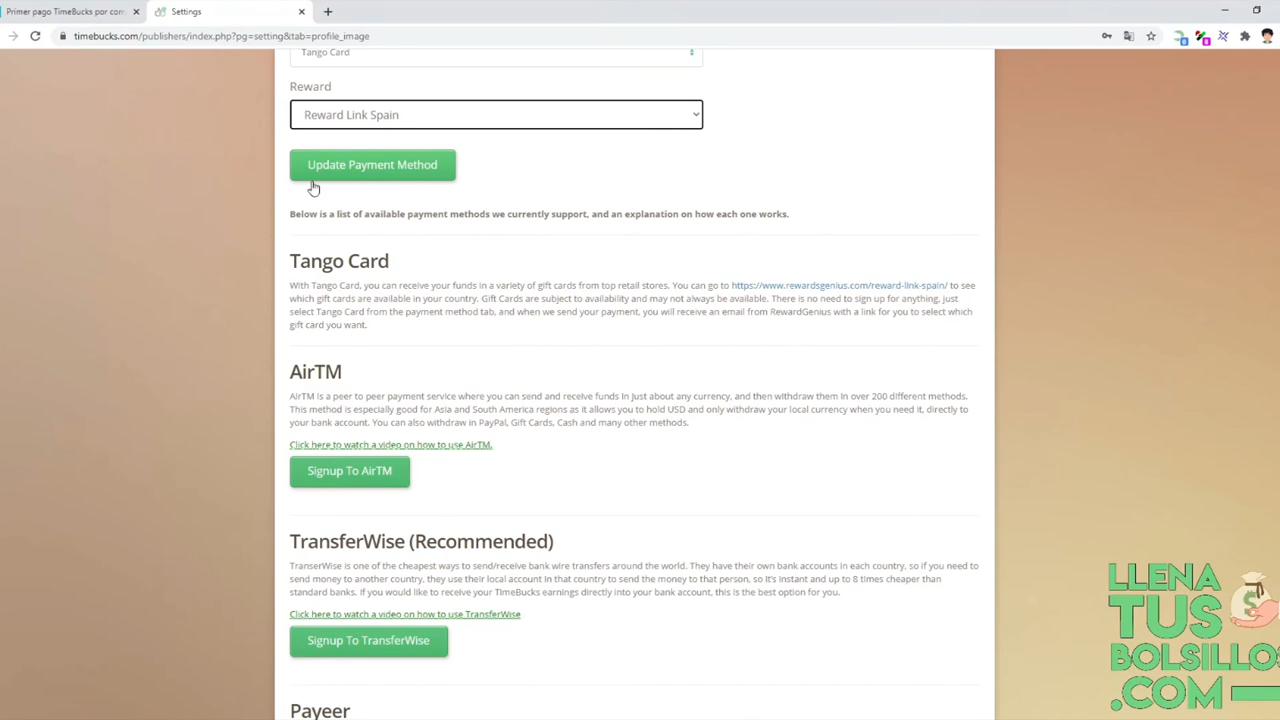 Primer pago TimeBucks por com
Settings
timebucks.com/publishers/index.php?pg=setting&tab=profile_image
Tango Card
Reward
Reward Link Spain
Update Payment Method
Below is a list of available payment methods we currently support, and an explanation on how each one works.
Tango Card
With Tango Card, you can receive your funds in a variety of gift cards from top retail stores. You can go to https://www.rewardsgenius.com/reward-link-spain/ to see
which gift cards are available in your country. Gift Cards are subject to availability and may not always be available. There is no need to sign up for anything, just
select Tango Card from the payment method tab, and when we send your payment, you will receive an email from RewardGenius with a link for you to select which
gift card you want.
AirTM
AirTM is a peer to peer payment service where you can send and receive funds in just about any currency, and then withdraw them in over 200 different methods.
This method is especially good for Asia and South America regions as it allows you to hold USD and only withdraw your local currency when you need it, directly to
your bank account. You can also withdraw in PayPal, Gift Cards, Cash and many other methods.
Click here to watch a video on how to use AirTM.
Signup To AirTM
TransferWise (Recommended)
TranserWise is one of the cheapest ways to send/receive bank wire transfers around the world. They have their own bank accounts in each country, so if you need to
send money to another country, they use their local account in that country to send the money to that person, so it's instant and up to 8 times cheaper than
standard banks. If you would like to receive your TimeBucks earnings directly into your bank account, this is the best option for you.
Click here to watch a video on how to use TransferWise
Signup To TransferWise
Payeer
LLENA
TUS
BOLSILLOS
.COM